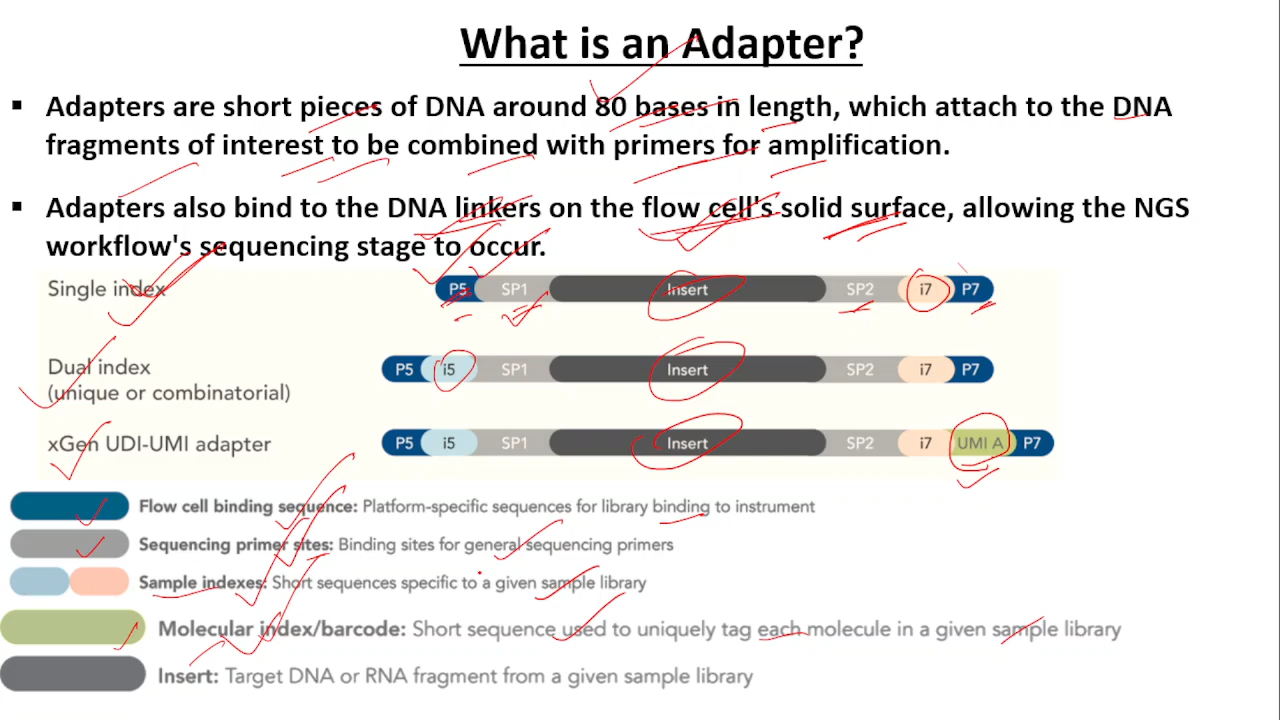 What is an Adapter?
▪ Adapters are short pieces of DNA around 80 bases in length, which attach to the DNA
fragments of interest to be combined with primers for amplification.
▪ Adapters also bind to the DNA linkers on the flow cell's solid surface, allowing the NGS
workflow's sequencing stage to occur.
Single index P5 SP1 Insert SP2 i7 P7
Dual index
(unique or combinatorial) P5 i5 SP1 Insert SP2 i7 P7
xGen UDI-UMI adapter P5 i5 SP1 Insert SP2 i7 UMI A P7
Flow cell binding sequence: Platform-specific sequences for library binding to instrument
Sequencing primer sites: Binding sites for general sequencing primers
Sample indexes: Short sequences specific to a given sample library
Molecular index/barcode: Short sequence used to uniquely tag each molecule in a given sample library
Insert: Target DNA or RNA fragment from a given sample library